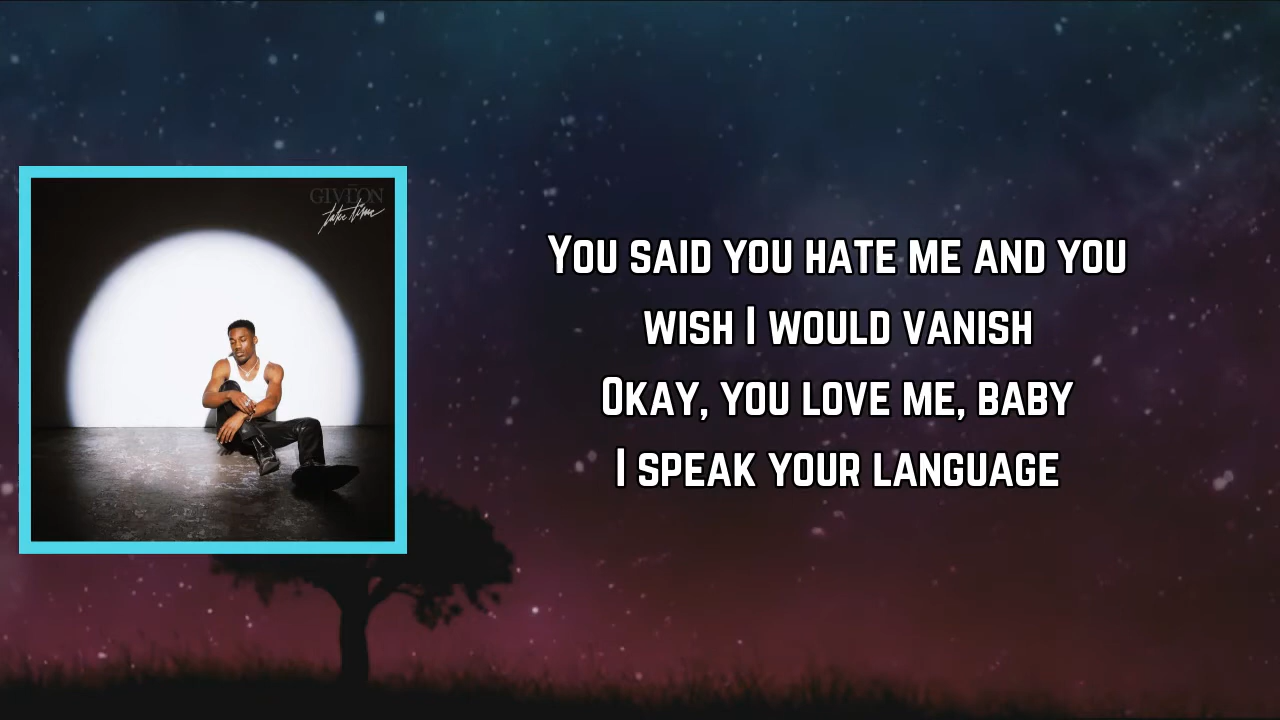 GIVĒON
take time
You said you hate me and you
wish I would vanish
Okay, you love me, baby
I speak your language